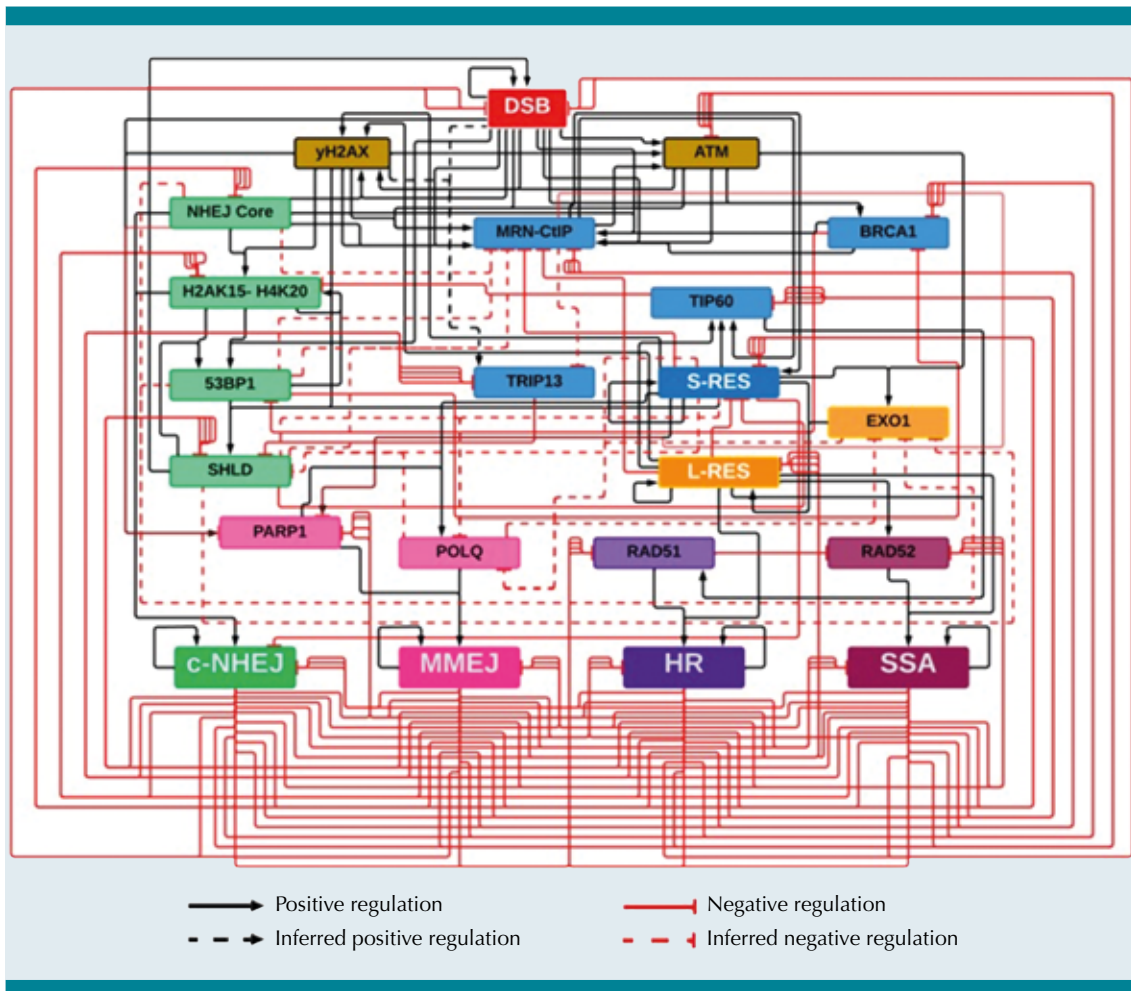 DSB
yH2AX
ATM
NHEJ Core
MRN-CtIP
BRCA1
H2AK15- H4K20
TIP60
53BP1
TRIP13
S-RES
EXO1
SHLD
L-RES
PARP1
POLQ
RAD51
RAD52
c-NHEJ
MMEJ
HR
SSA
Positive regulation
Negative regulation
Inferred positive regulation
Inferred negative regulation